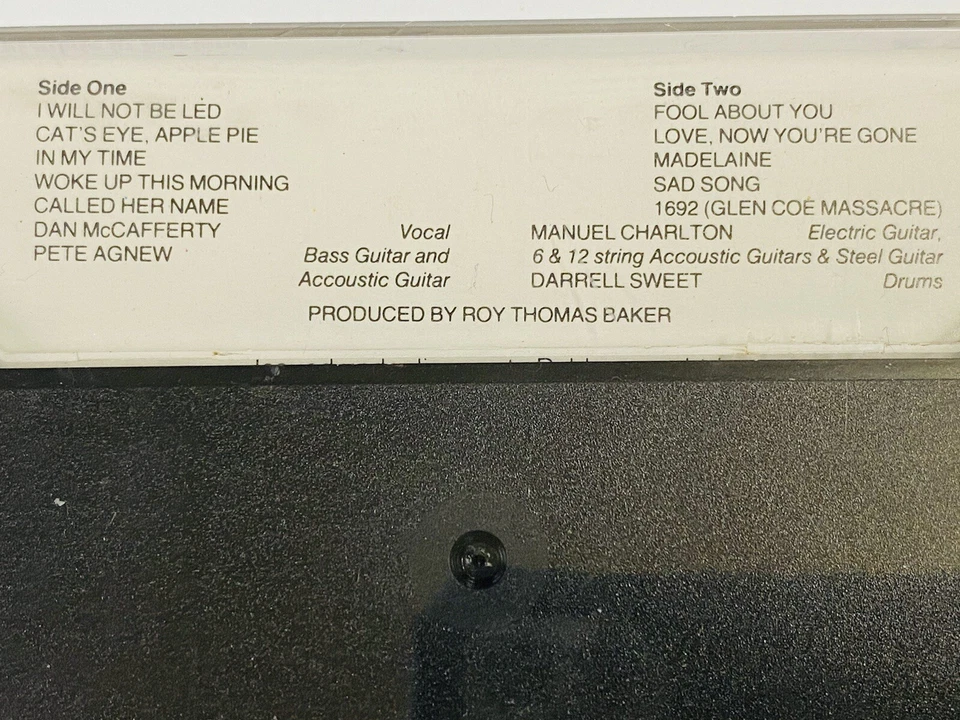 Side One
I WILL NOT BE LED
CAT'S EYE, APPLE PIE
IN MY TIME
WOKE UP THIS MORNING
CALLED HER NAME
DAN McCAFFERTY Vocal
PETE AGNEW Bass Guitar and
Accoustic Guitar
Side Two
FOOL ABOUT YOU
LOVE, NOW YOU'RE GONE
MADELAINE
SAD SONG
1692 (GLEN COE MASSACRE)
MANUEL CHARLTON Electric Guitar,
6 & 12 string Accoustic Guitars & Steel Guitar
DARRELL SWEET Drums
PRODUCED BY ROY THOMAS BAKER